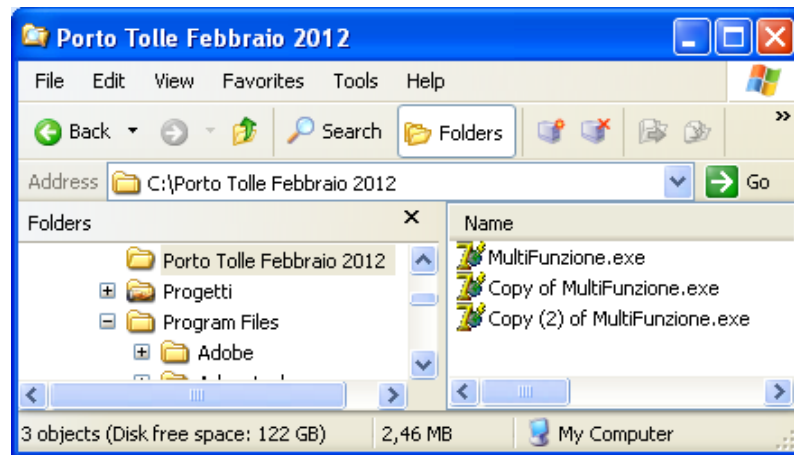 Porto Tolle Febbraio 2012
File Edit View Favorites Tools Help
Back Search Folders »
Address C:\Porto Tolle Febbraio 2012 Go
Folders
Porto Tolle Febbraio 2012
Progetti
Program Files
Adobe
Name
MultiFunzione.exe
Copy of MultiFunzione.exe
Copy (2) of MultiFunzione.exe
3 objects (Disk free space: 122 GB) 2,46 MB My Computer